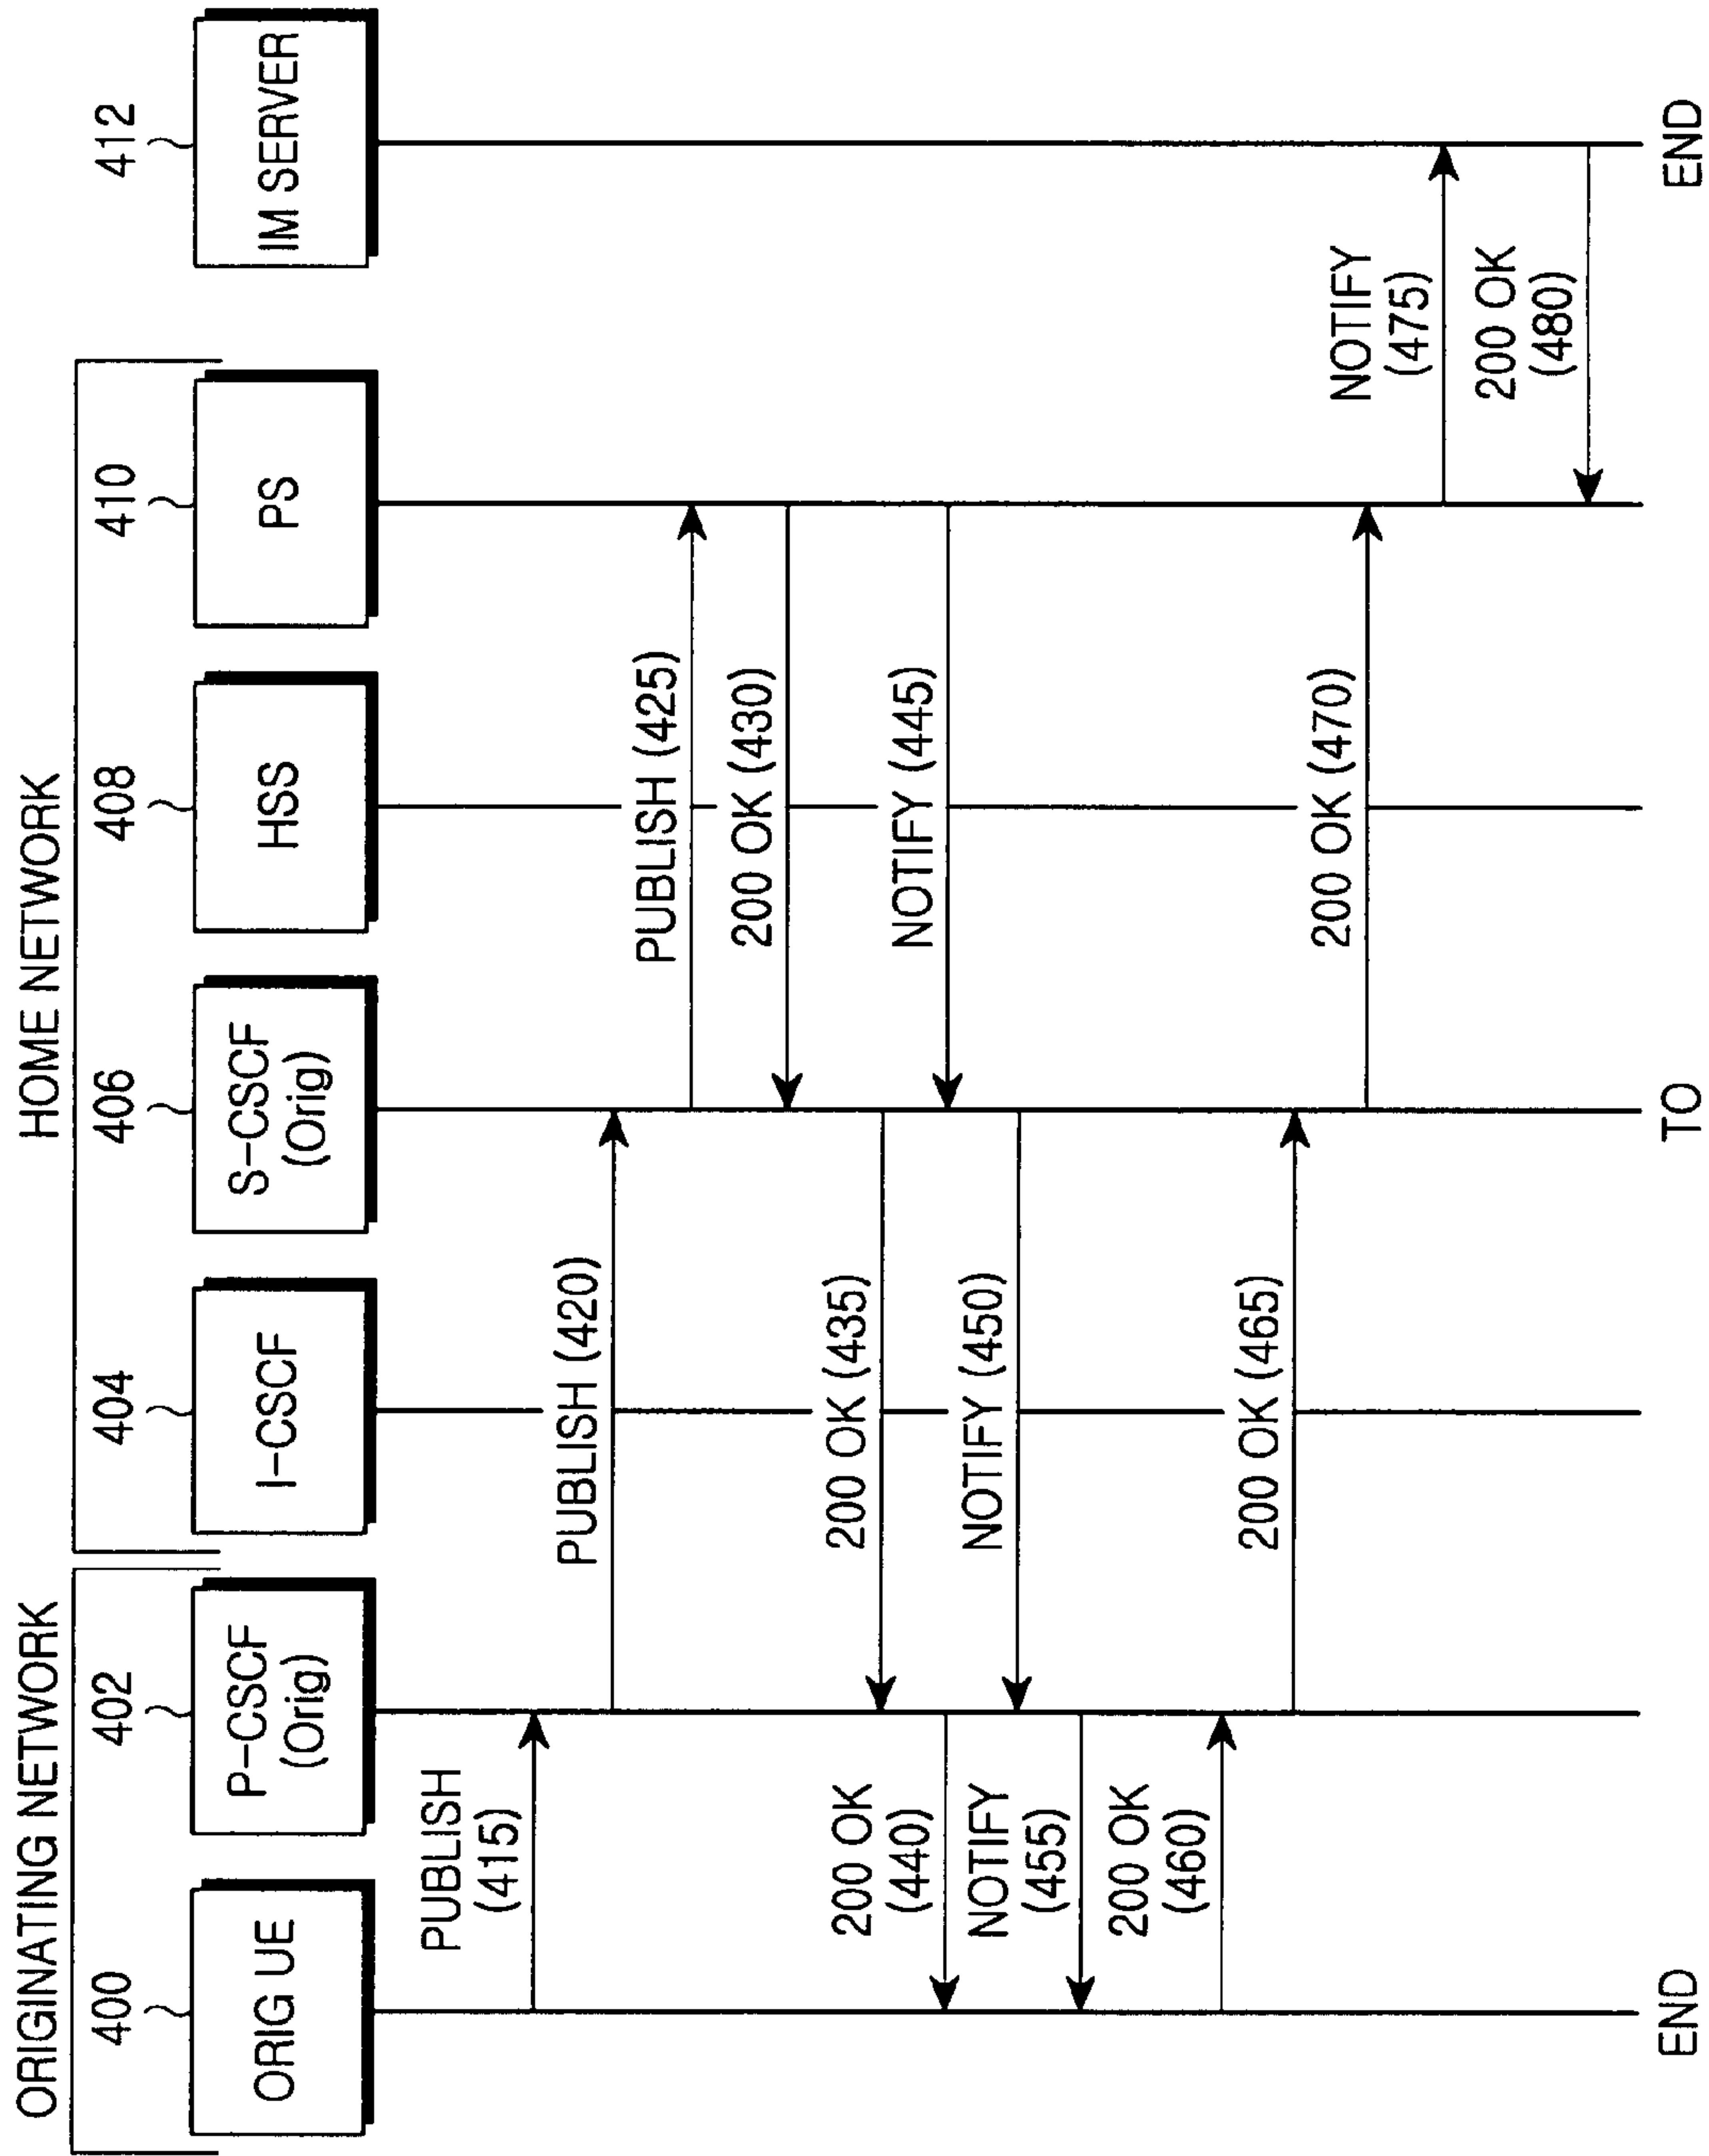 ORIGINATING NETWORK
HOME NETWORK
400
402
404
406
408
410
412
ORIG UE
P-CSCF
(Orig)
I-CSCF
S-CSCF
(Orig)
HSS
PS
IM SERVER
PUBLISH
(415)
PUBLISH (420)
PUBLISH (425)
200 OK (430)
200 OK (435)
200 OK
(440)
NOTIFY (445)
NOTIFY (450)
NOTIFY
(455)
200 OK
(460)
200 OK (465)
200 OK (470)
NOTIFY
(475)
200 OK
(480)
END
TO
END